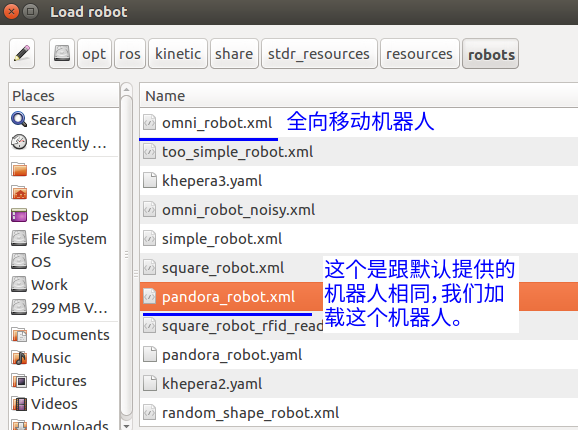 Load robot
opt ros kinetic share stdr_resources resources robots
Places
Name
Search
Recently ...
.ros
corvin
Desktop
File System
OS
Work
299 MB V...
Documents
Music
Pictures
Videos
Downloads
omni_robot.xml 全向移动机器人
too_simple_robot.xml
khepera3.yaml
omni_robot_noisy.xml
simple_robot.xml
square_robot.xml
pandora_robot.xml
square_robot_rfid_read
pandora_robot.yaml
khepera2.yaml
random_shape_robot.xml
这个是跟默认提供的
机器人相同,我们加
载这个机器人。